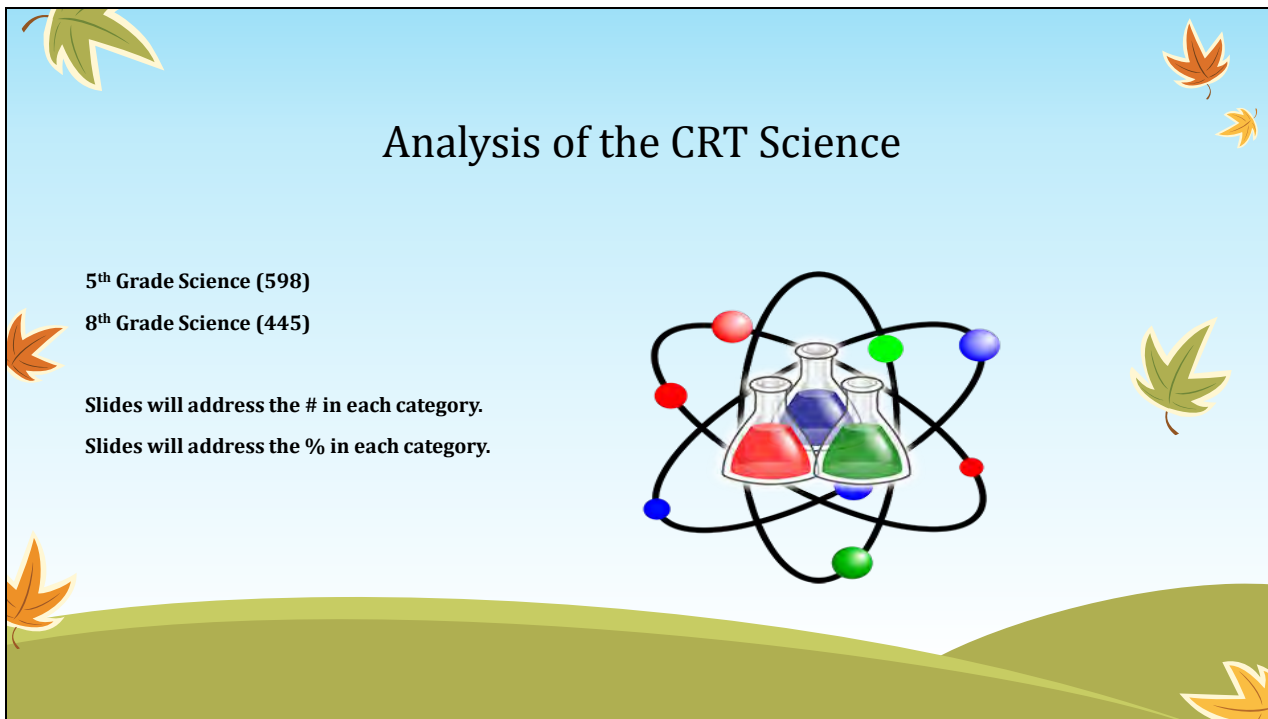 Analysis of the CRT Science
5th Grade Science (598)
8th Grade Science (445)
Slides will address the # in each category.
Slides will address the % in each category.